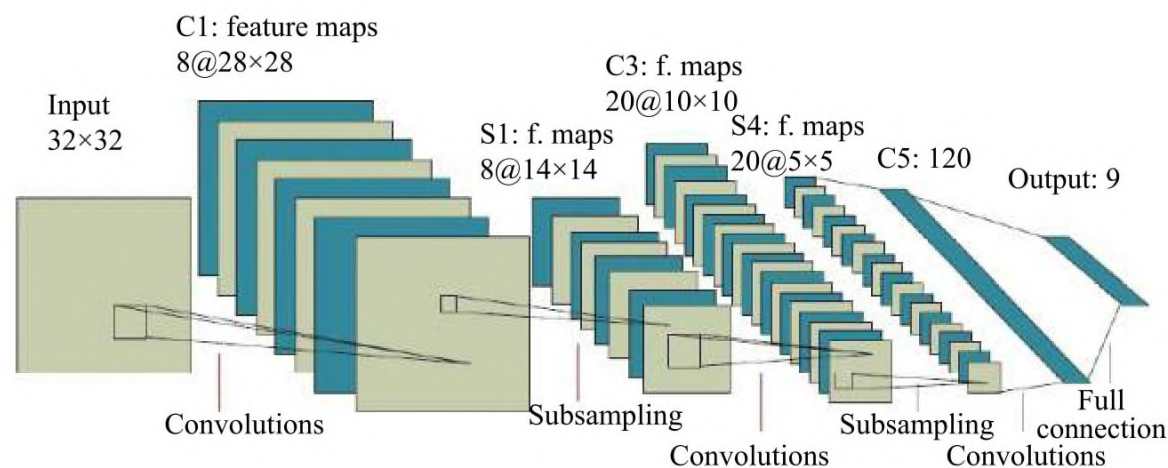 C1: feature maps
8@28×28
Input
32×32
S1: f. maps
8@14×14
C3: f. maps
20@10×10
S4: f. maps
20@5×5
C5: 120
Output: 9
Convolutions
Subsampling
Convolutions
Subsampling
Convolutions
Full
connection